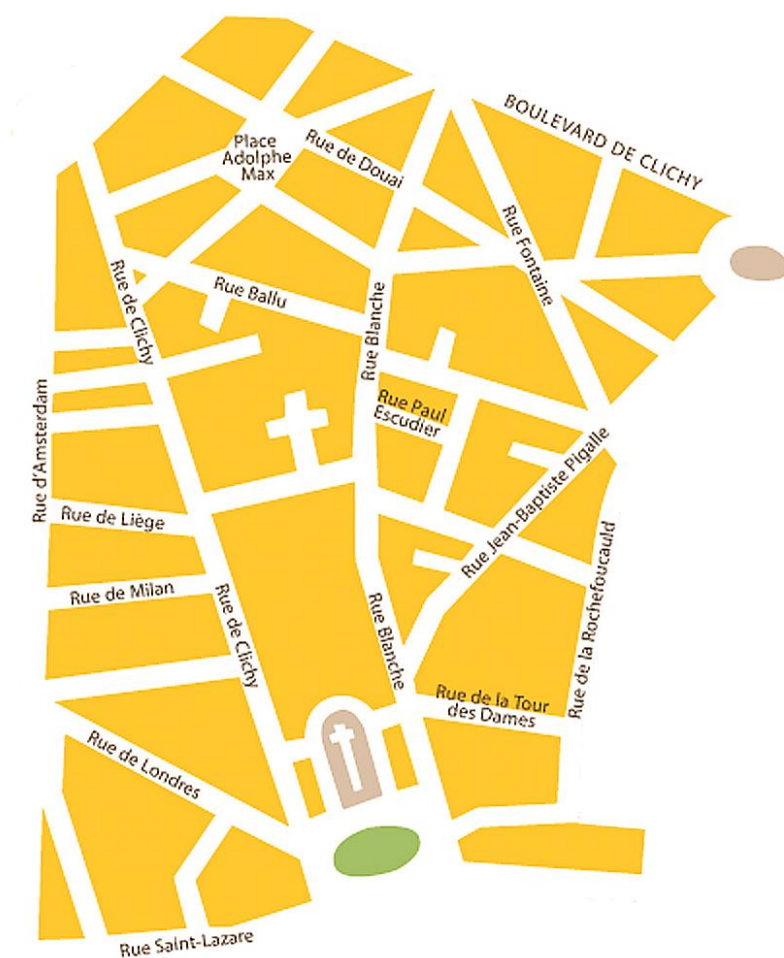 BOULEVARD DE CLICHY
Place
Adolphe
Max
Rue de Douai
Rue Fontaine
Rue de Clichy
Rue Ballu
Rue Blanche
Rue d'Amsterdam
Rue Paul
Escudier
Rue Jean-Baptiste Pigalle
Rue de Liège
Rue de Milan
Rue de Clichy
Rue Blanche
Rue de la Rochefoucauld
Rue de la Tour
des Dames
Rue de Londres
Rue Saint-Lazare